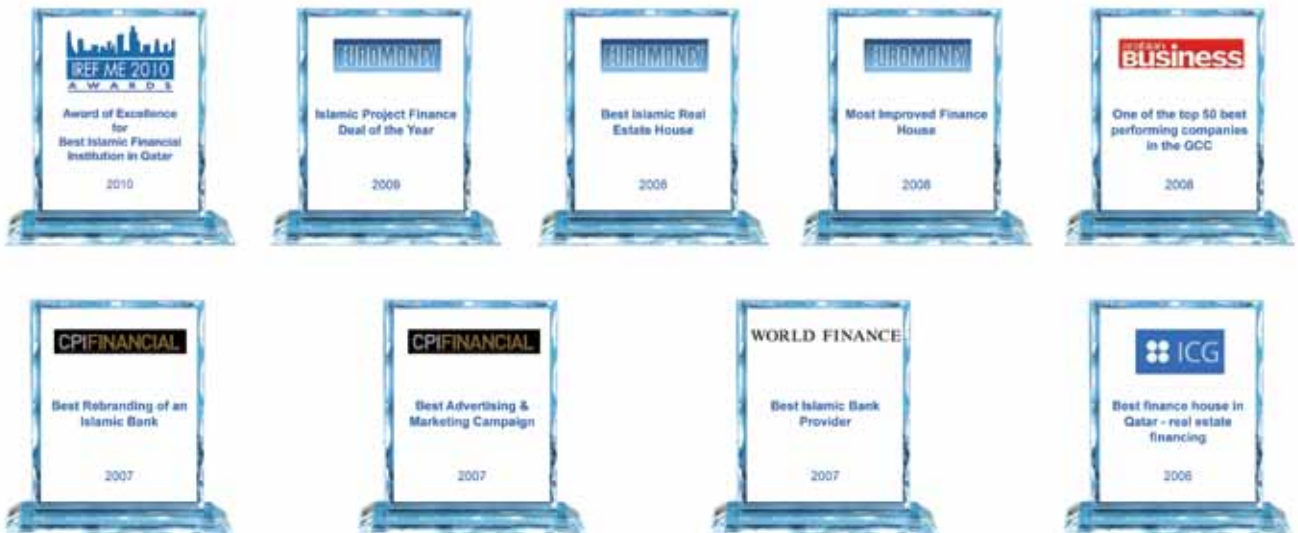 IREF ME 2010
AWARDS
Award of Excellence
for
Best Islamic Financial
Institution in Qatar
2010
EUROMONEY
Islamic Project Finance
Deal of the Year
2009
EUROMONEY
Best Islamic Real
Estate House
2008
EUROMONEY
Most Improved Finance
House
2008
arabian
BUSiness
One of the top 50 best
performing companies
in the GCC
2008
CPIFINANCIAL
Best Rebranding of an
Islamic Bank
2007
CPIFINANCIAL
Best Advertising &
Marketing Campaign
2007
WORLD FINANCE
Best Islamic Bank
Provider
2007
ICG
Best finance house in
Qatar - real estate
financing
2006